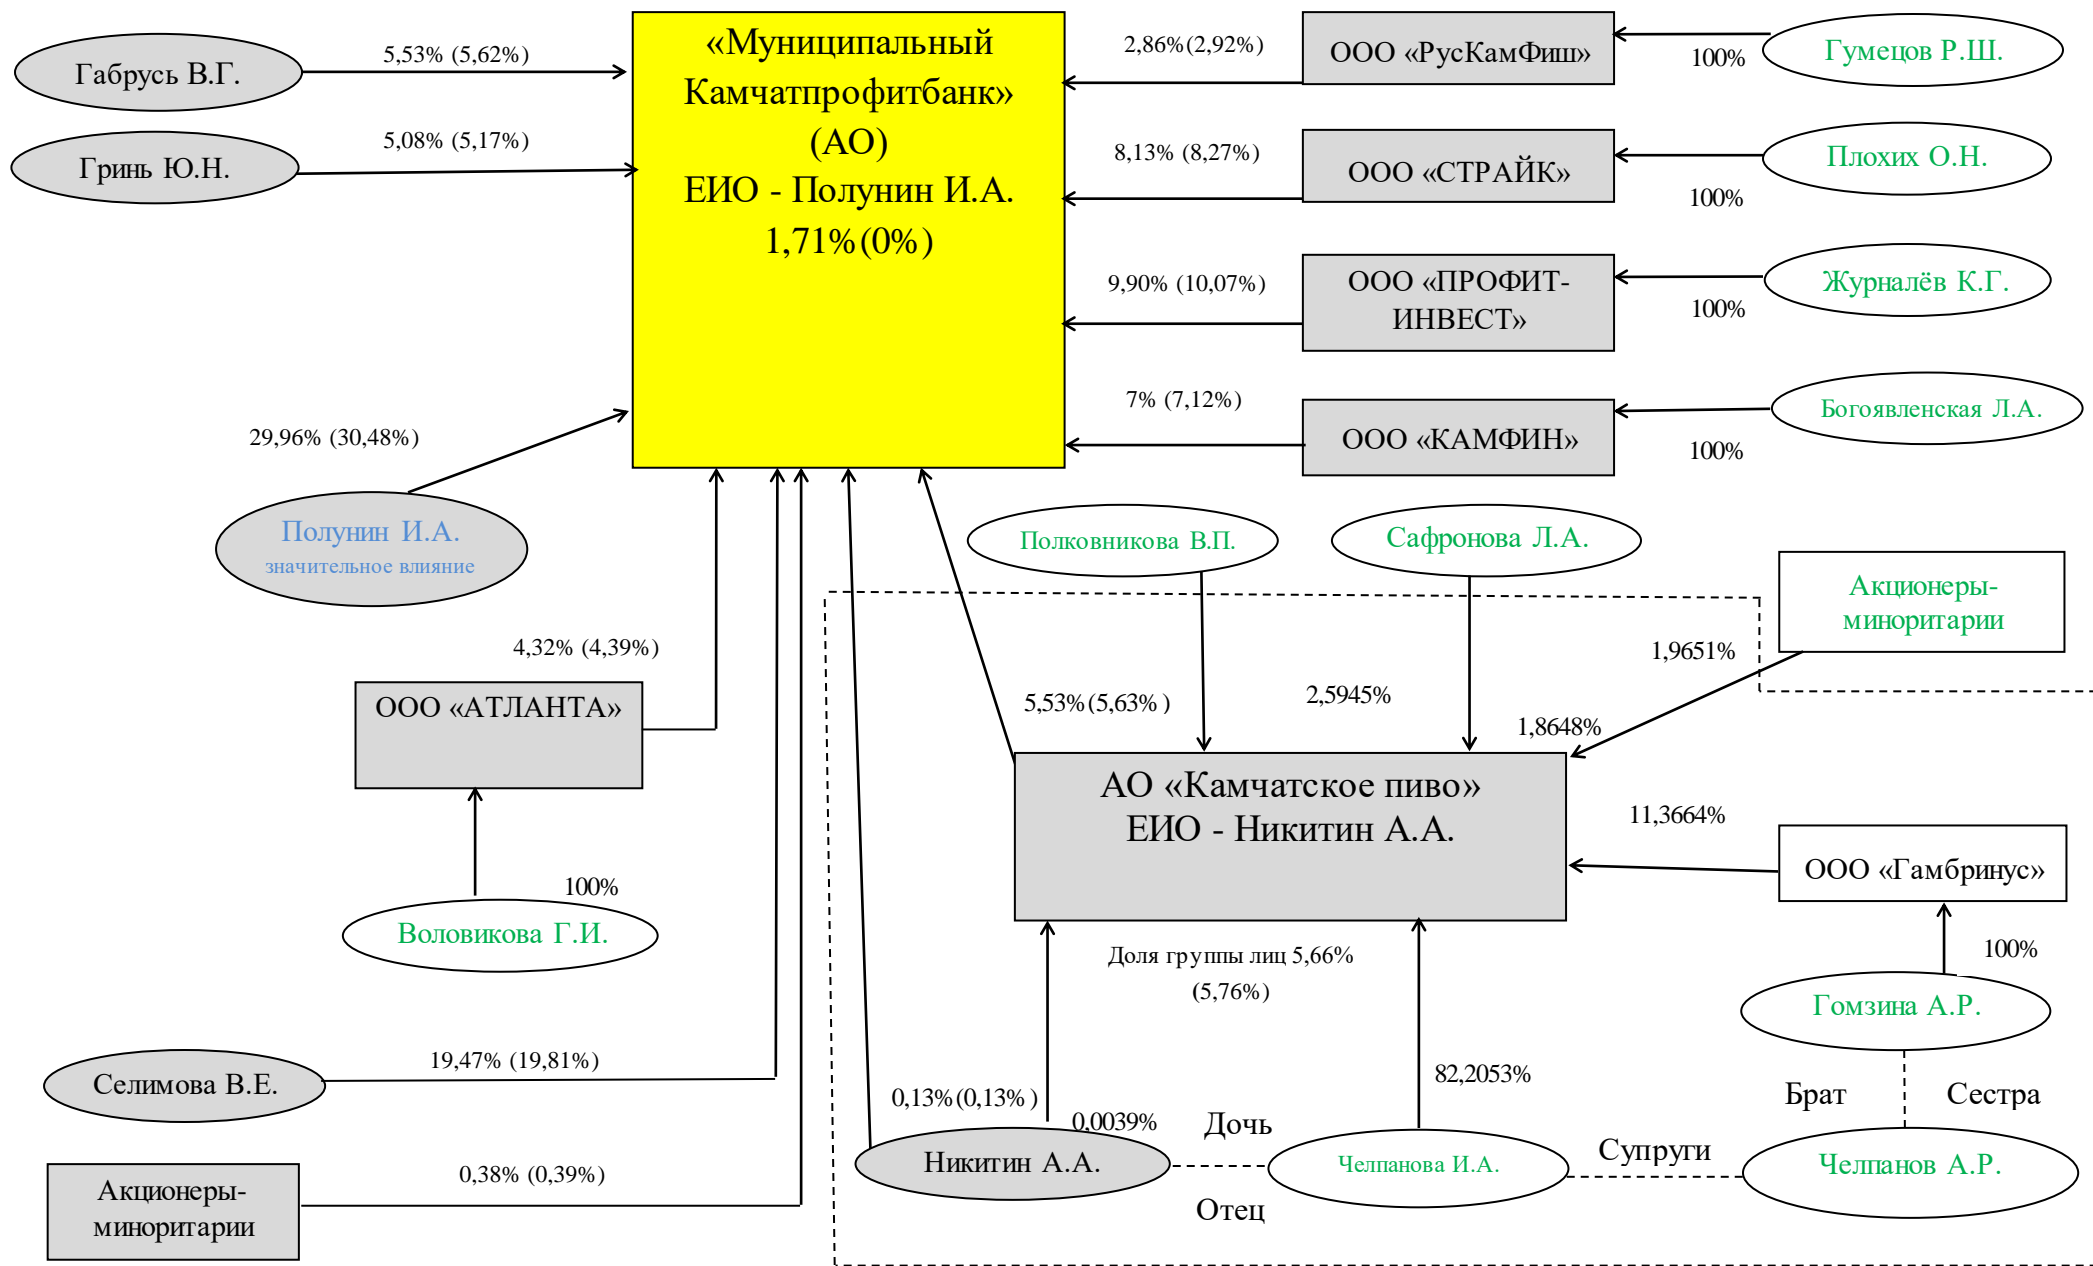 «Муниципальный
Камчатпрофитбанк»
(АО)
ЕИО - Полунин И.А.
1,71% (0%)
Габрусь В.Г.
5,53% (5,62%)
Гринь Ю.Н.
5,08% (5,17%)
2,86% (2,92%)
ООО «РусКамФиш»
100%
Гумецов Р.Ш.
8,13% (8,27%)
ООО «СТРАЙК»
100%
Плохих О.Н.
9,90% (10,07%)
ООО «ПРОФИТ-
ИНВЕСТ»
100%
Журналёв К.Г.
7% (7,12%)
ООО «КАМФИН»
100%
Богоявленская Л.А.
29,96% (30,48%)
Полунин И.А.
значительное влияние
Полковникова В.П.
Сафронова Л.А.
Акционеры-
миноритарии
4,32% (4,39%)
1,9651%
ООО «АТЛАНТА»
5,53% (5,63% )
2,5945%
1,8648%
АО «Камчатское пиво»
ЕИО - Никитин А.А.
11,3664%
ООО «Гамбринус»
100%
Воловикова Г.И.
Доля группы лиц 5,66%
(5,76%)
100%
Гомзина А.Р.
Селимова В.Е.
19,47% (19,81%)
82,2053%
0,13% (0,13% )
0,0039%
Брат
Сестра
Дочь
Никитин А.А.
Челпанова И.А.
Супруги
Челпанов А.Р.
Отец
Акционеры-
миноритарии
0,38% (0,39%)